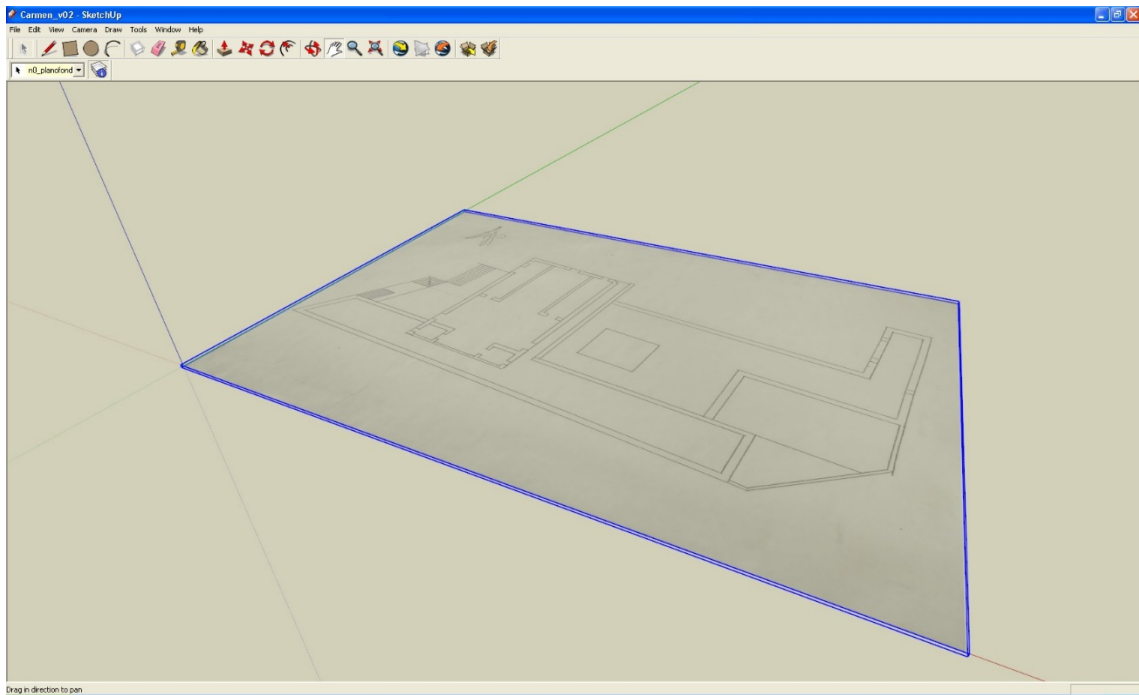 Carmen_v02 - SketchUp
File Edit View Camera Draw Tools Window Help
n0_planofond
Drag in direction to pan